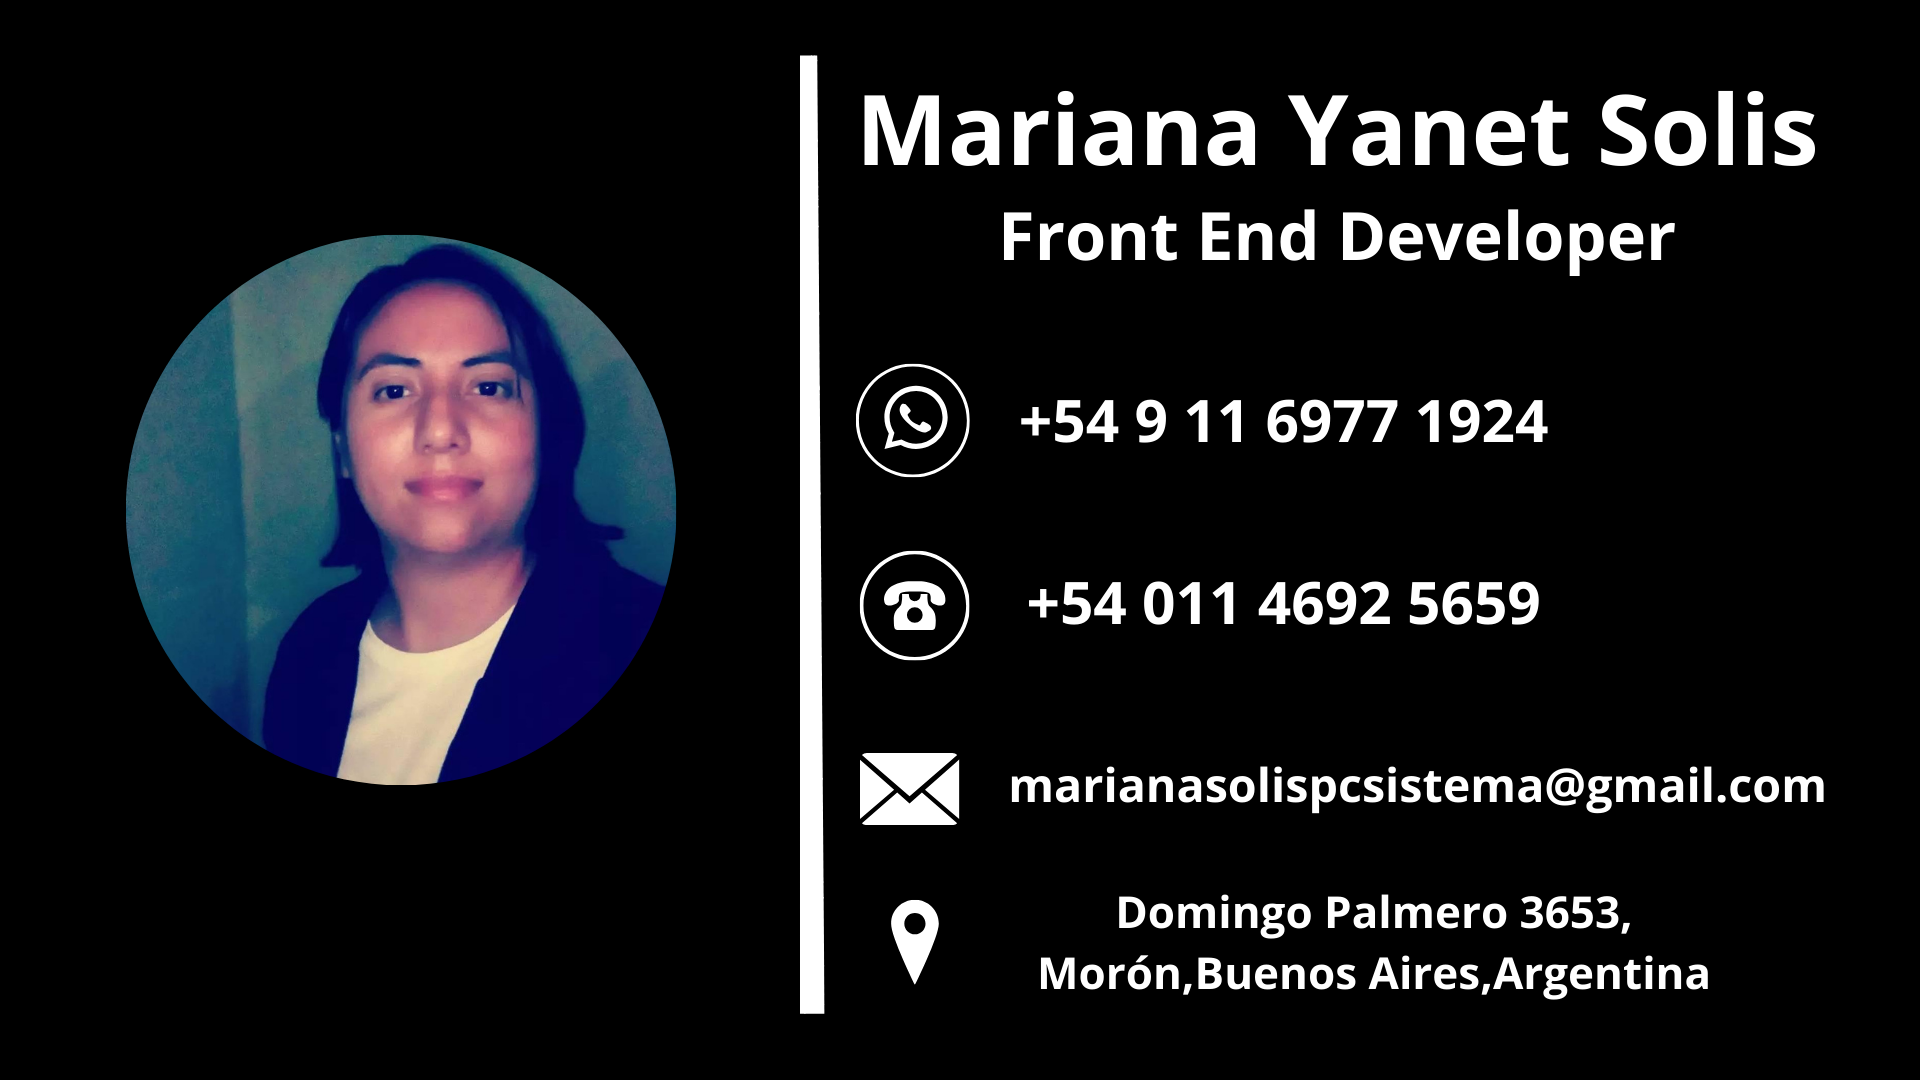 Mariana Yanet Solis
Front End Developer
+54 9 11 6977 1924
+54 011 4692 5659
marianasolispcsistema@gmail.com
Domingo Palmero 3653,
Morón,Buenos Aires,Argentina